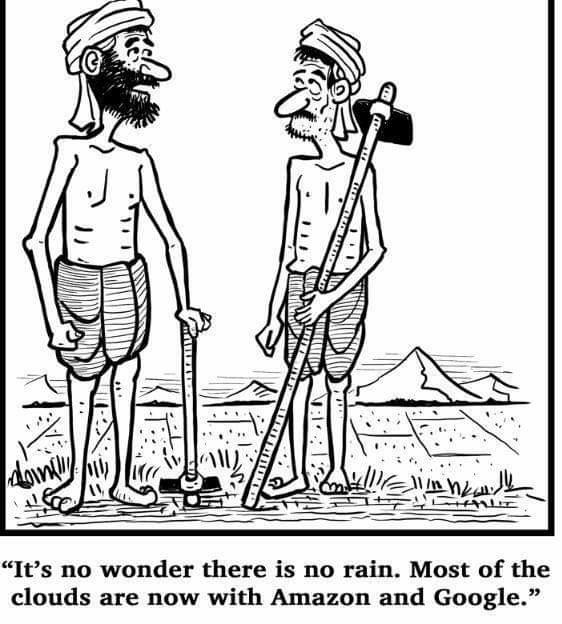 “It’s no wonder there is no rain. Most of the
clouds are now with Amazon and Google.”